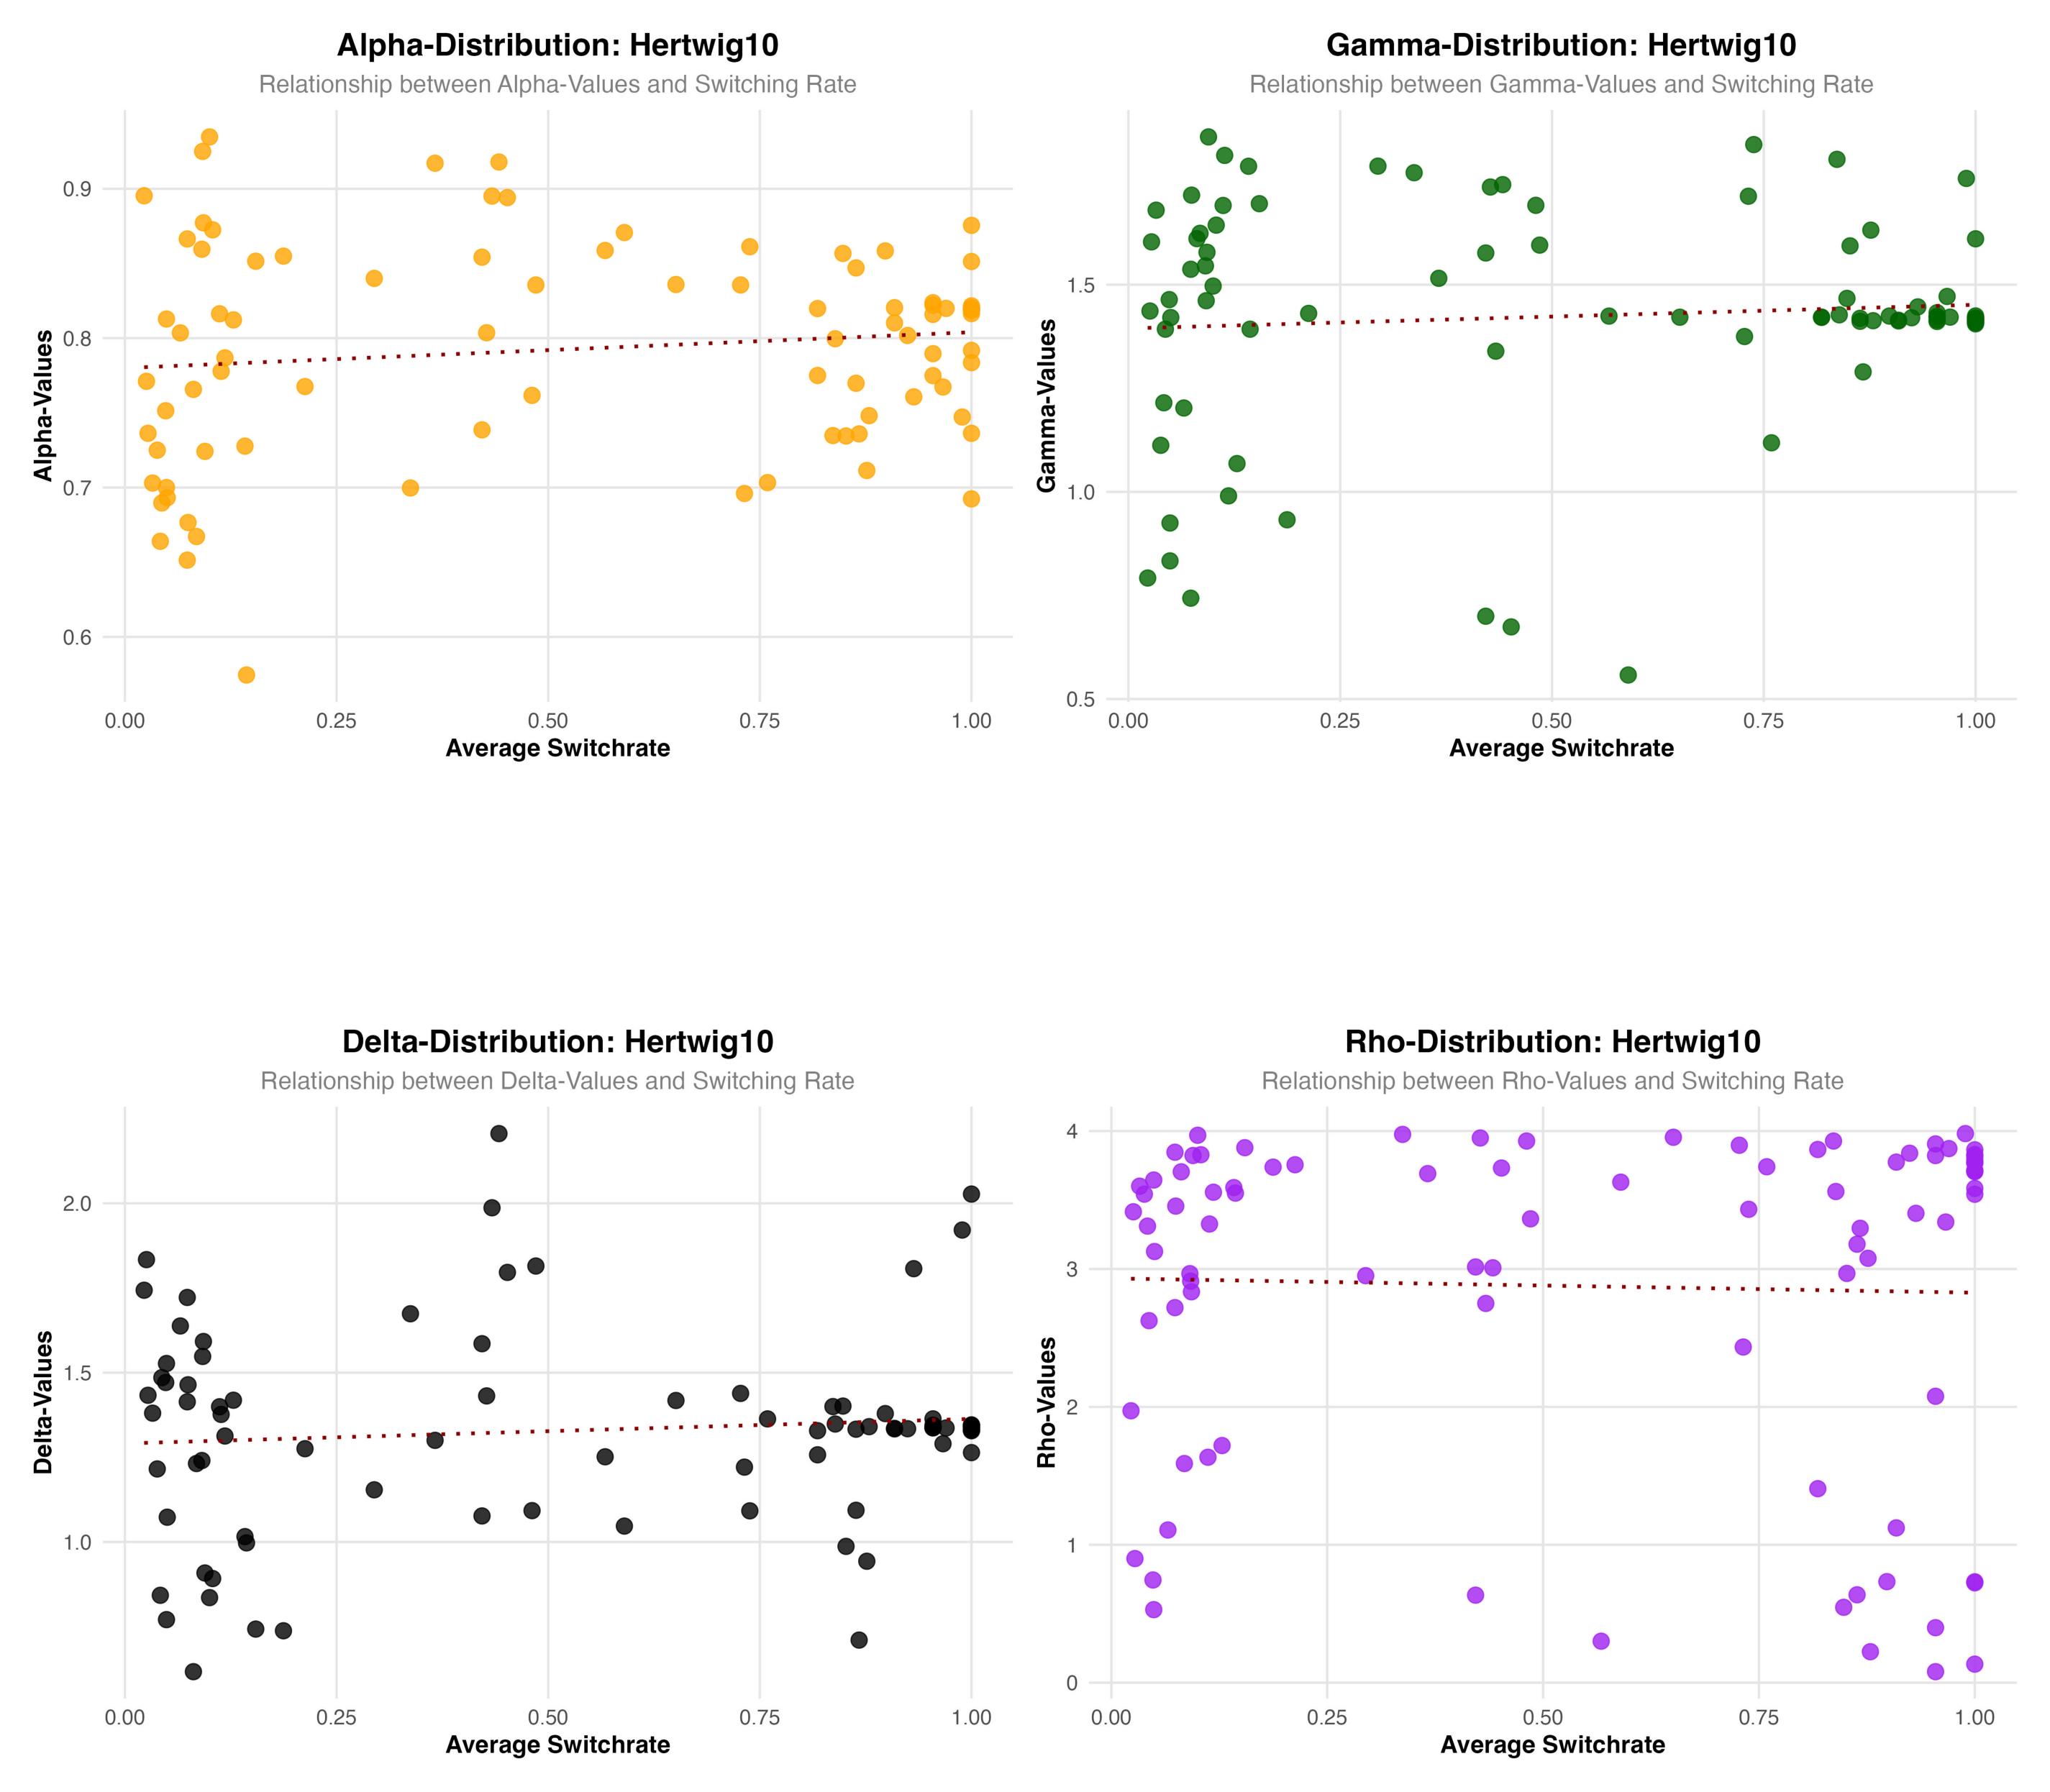 Alpha-Distribution: Hertwig10
Relationship between Alpha-Values and Switching Rate
Alpha-Values
0.9
0.8
0.7
0.6
0.00 0.25 0.50 0.75 1.00
Average Switchrate
Gamma-Distribution: Hertwig10
Relationship between Gamma-Values and Switching Rate
Gamma-Values
1.5
1.0
0.5
0.00 0.25 0.50 0.75 1.00
Average Switchrate
Delta-Distribution: Hertwig10
Relationship between Delta-Values and Switching Rate
Delta-Values
2.0
1.5
1.0
0.00 0.25 0.50 0.75 1.00
Average Switchrate
Rho-Distribution: Hertwig10
Relationship between Rho-Values and Switching Rate
Rho-Values
4
3
2
1
0
0.00 0.25 0.50 0.75 1.00
Average Switchrate